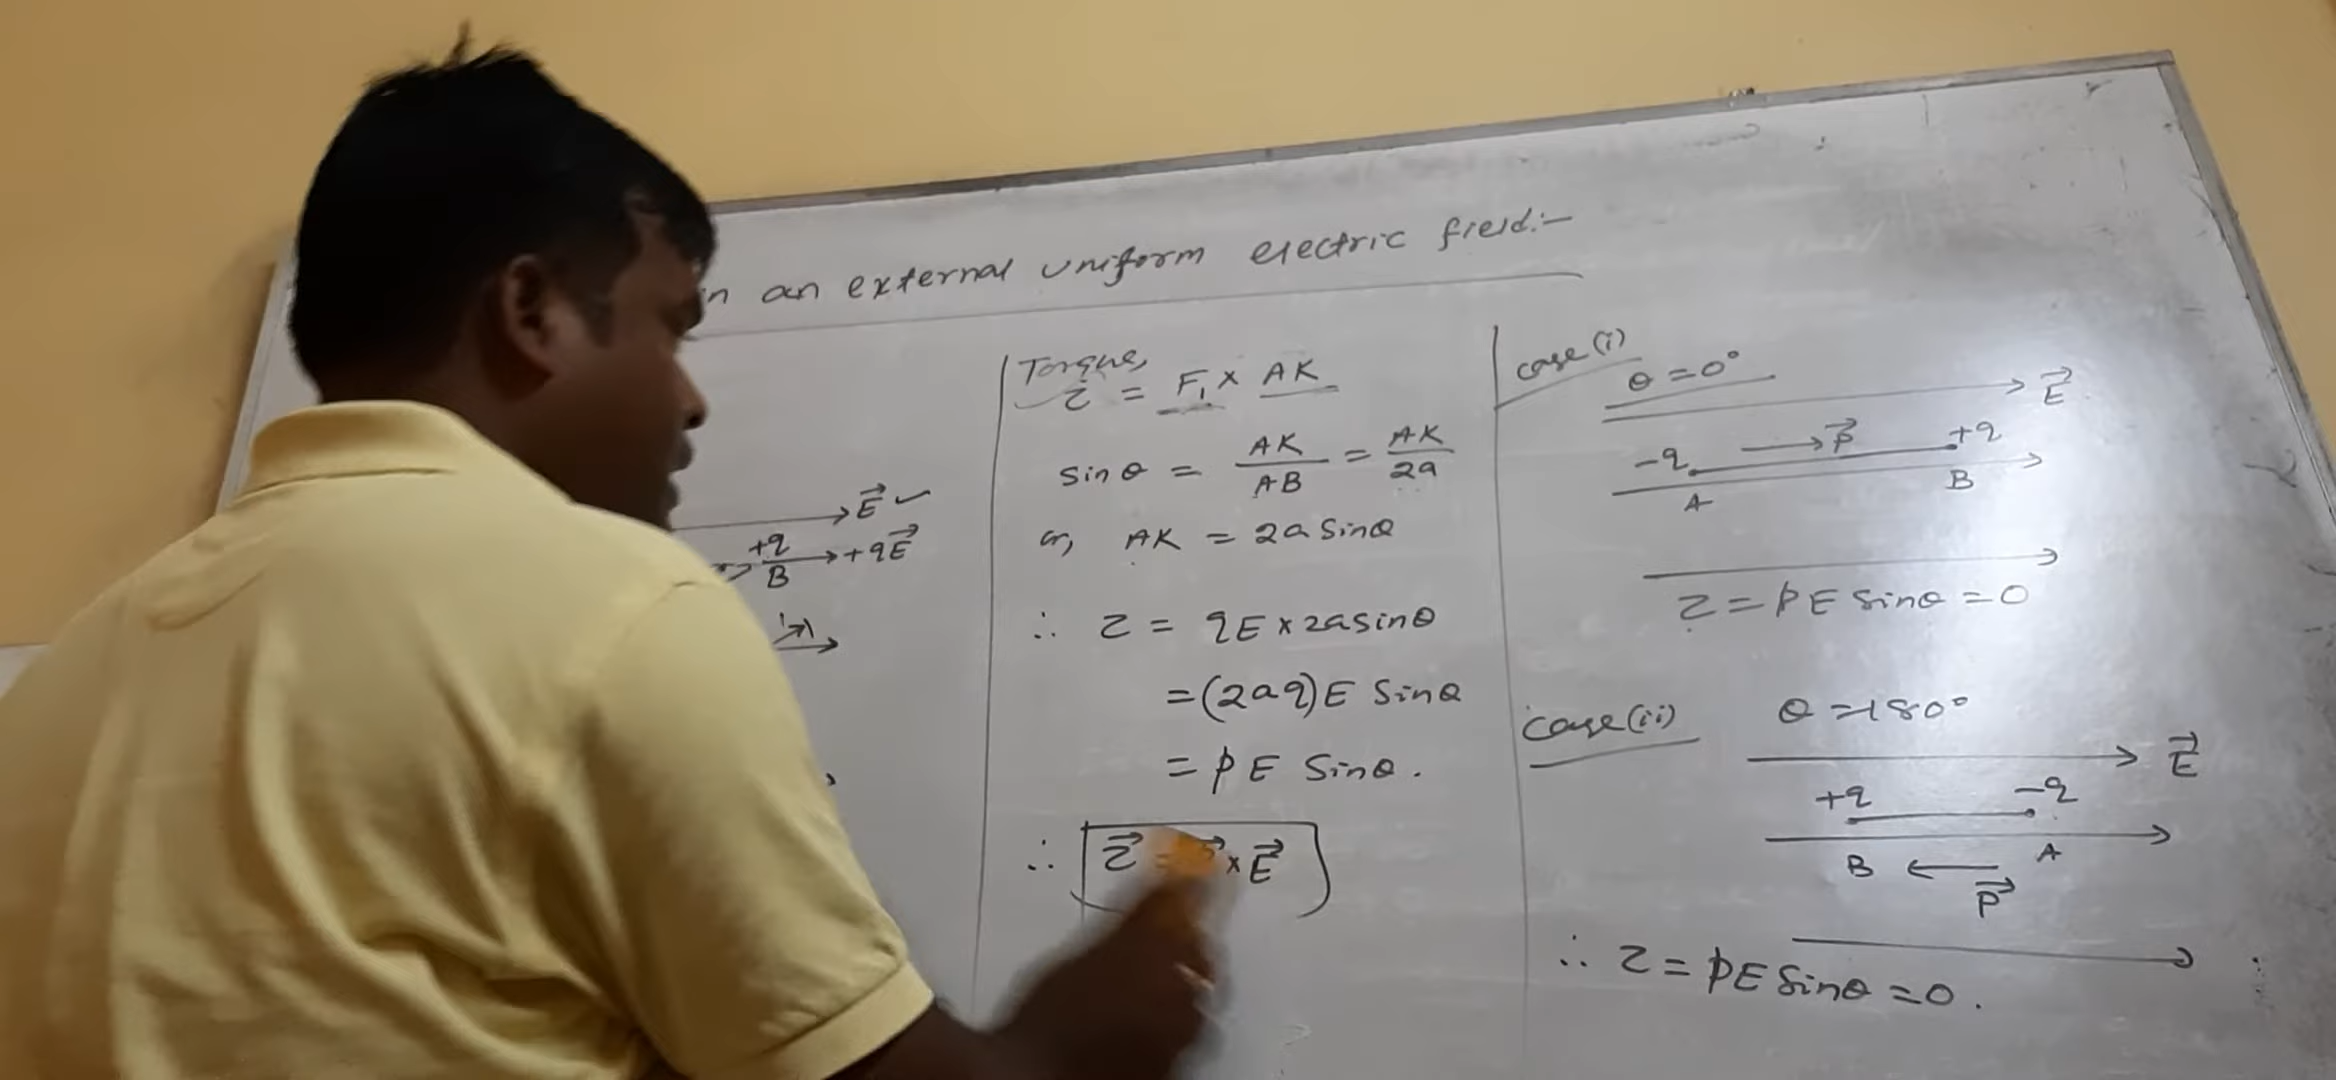 n an external uniform electric field:-
E⃗ ✓
+q → +qE⃗
B
Torque,
τ = F₁ × AK
sinθ = AK/AB = AK/2a
or, AK = 2a sinθ
∴ τ = qE × 2a sinθ
= (2aq)E sinθ
= pE sinθ.
∴ τ⃗ = × E⃗
case(i)
θ = 0°
E⃗
-q → P⃗ +q
A B
τ = pE sinθ = 0
case(ii) θ = 180°
E⃗
+q -q
B ← A
P⃗
∴ τ = pE sinθ = 0.